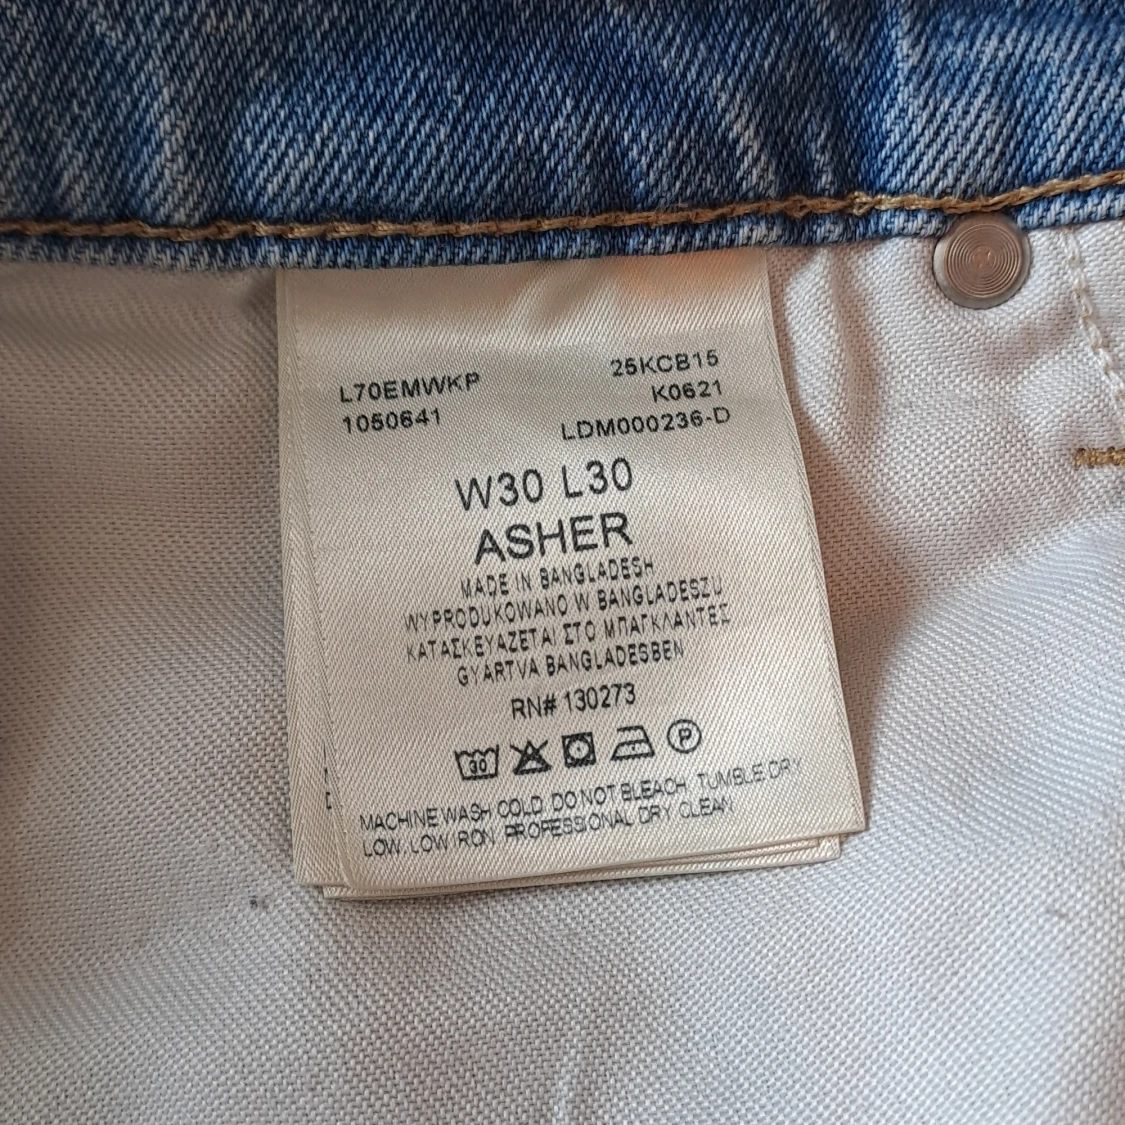 L70EMWKP 25KCB15
1050641 K0621
LDM000236-D
W30 L30
ASHER
MADE IN BANGLADESH
WYPRODUKOWANO W BANGLADESZU
ΚΑΤΑΣΚΕΥΑΖΕΤΑΙ ΣΤΟ ΜΠΑΓΚΛΑΝΤΕΣ
GYARTVA BANGLADESBEN
RN# 130273
30 P
MACHINE WASH COLD DO NOT BLEACH TUMBLE DRY
LOW LOW IRON PROFESSIONAL DRY CLEAN